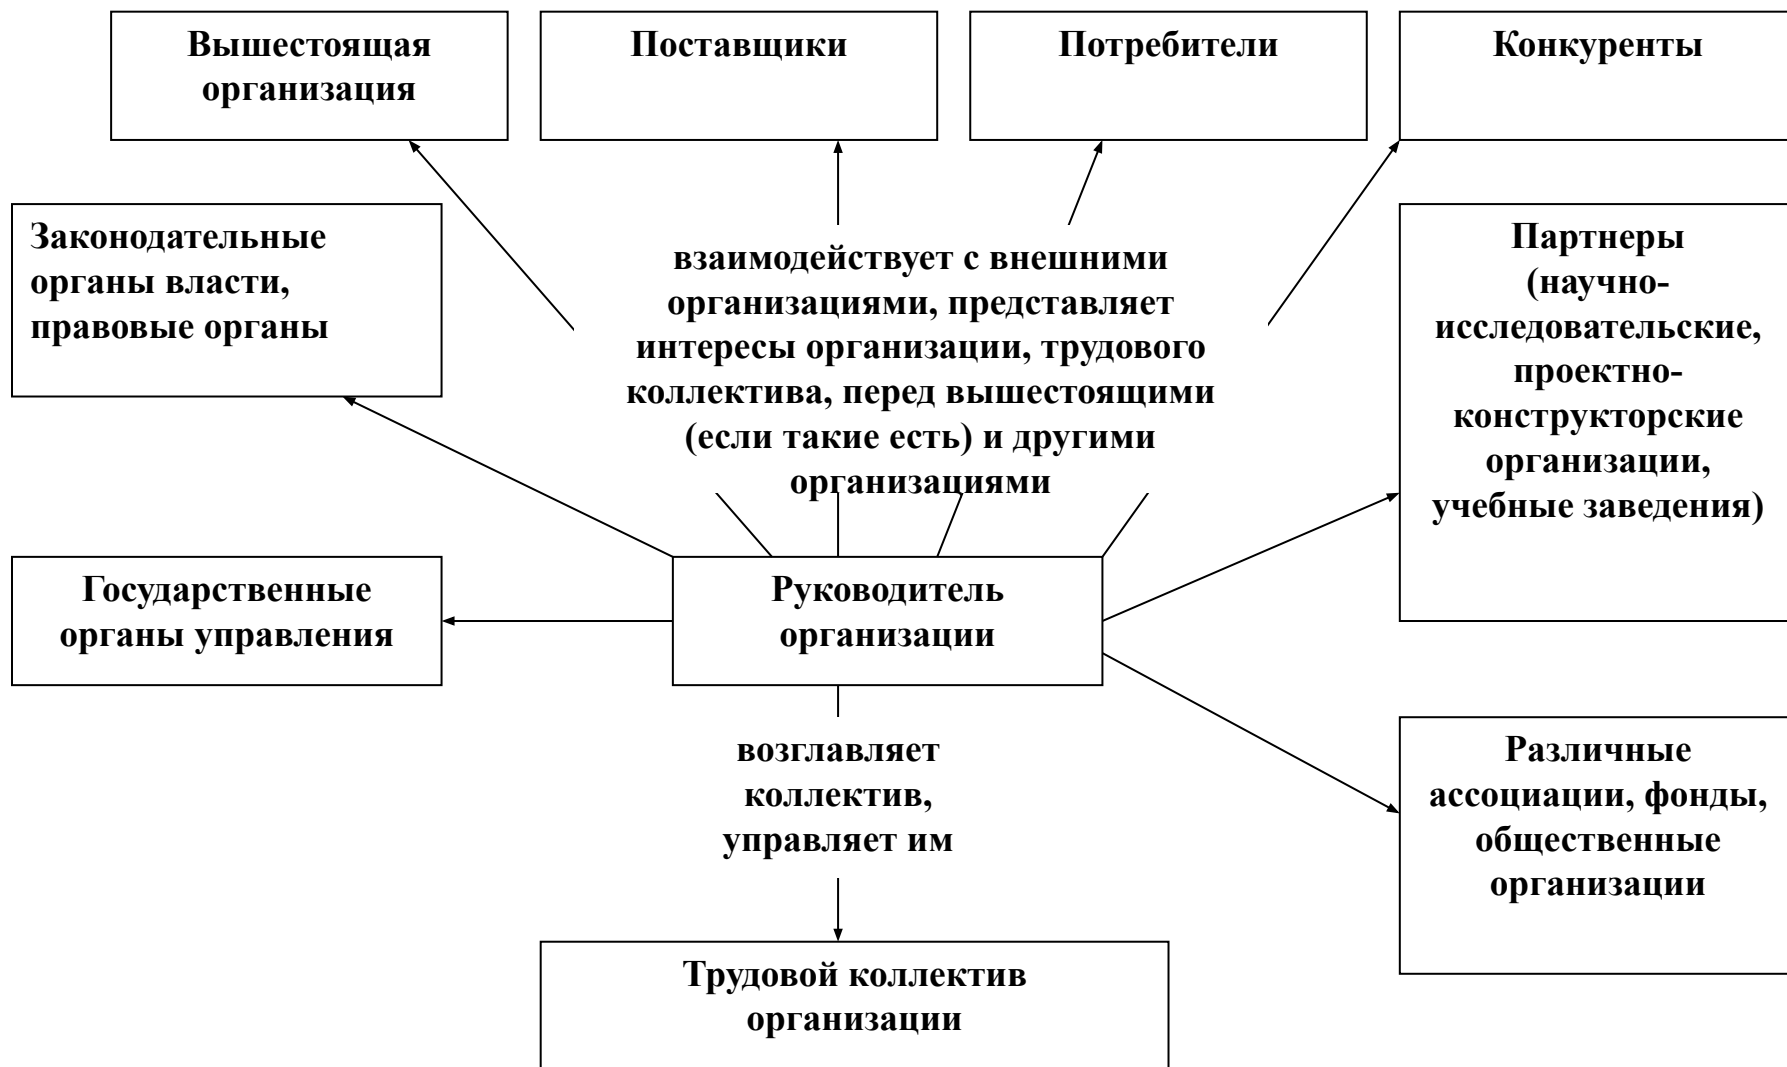 Вышестоящая
организация
Поставщики
Потребители
Конкуренты
Законодательные
органы власти,
правовые органы
взаимодействует с внешними
организациями, представляет
интересы организации, трудового
коллектива, перед вышестоящими
(если такие есть) и другими
организациями
Партнеры
(научно-
исследовательские,
проектно-
конструкторские
организации,
учебные заведения)
Государственные
органы управления
Руководитель
организации
возглавляет
коллектив,
управляет им
Различные
ассоциации, фонды,
общественные
организации
Трудовой коллектив
организации